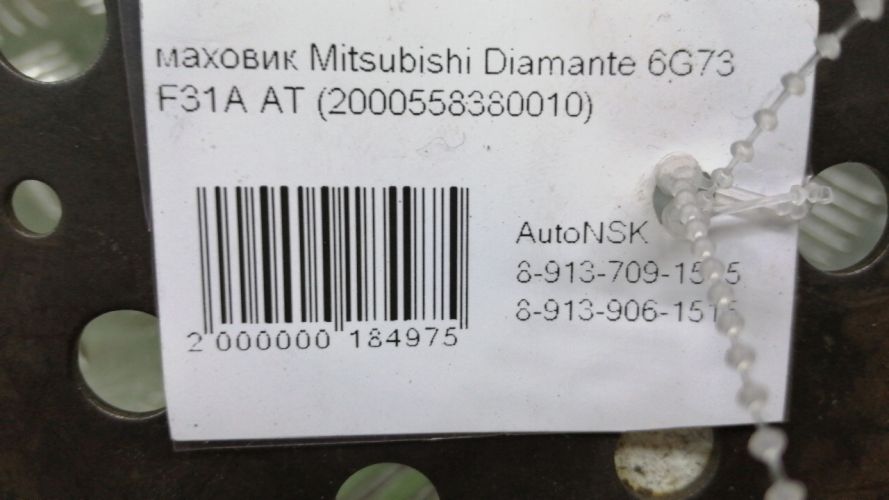 маховик Mitsubishi Diamante 6G73
F31A AT (2000558380010)
AutoNSK
2 000000 184975